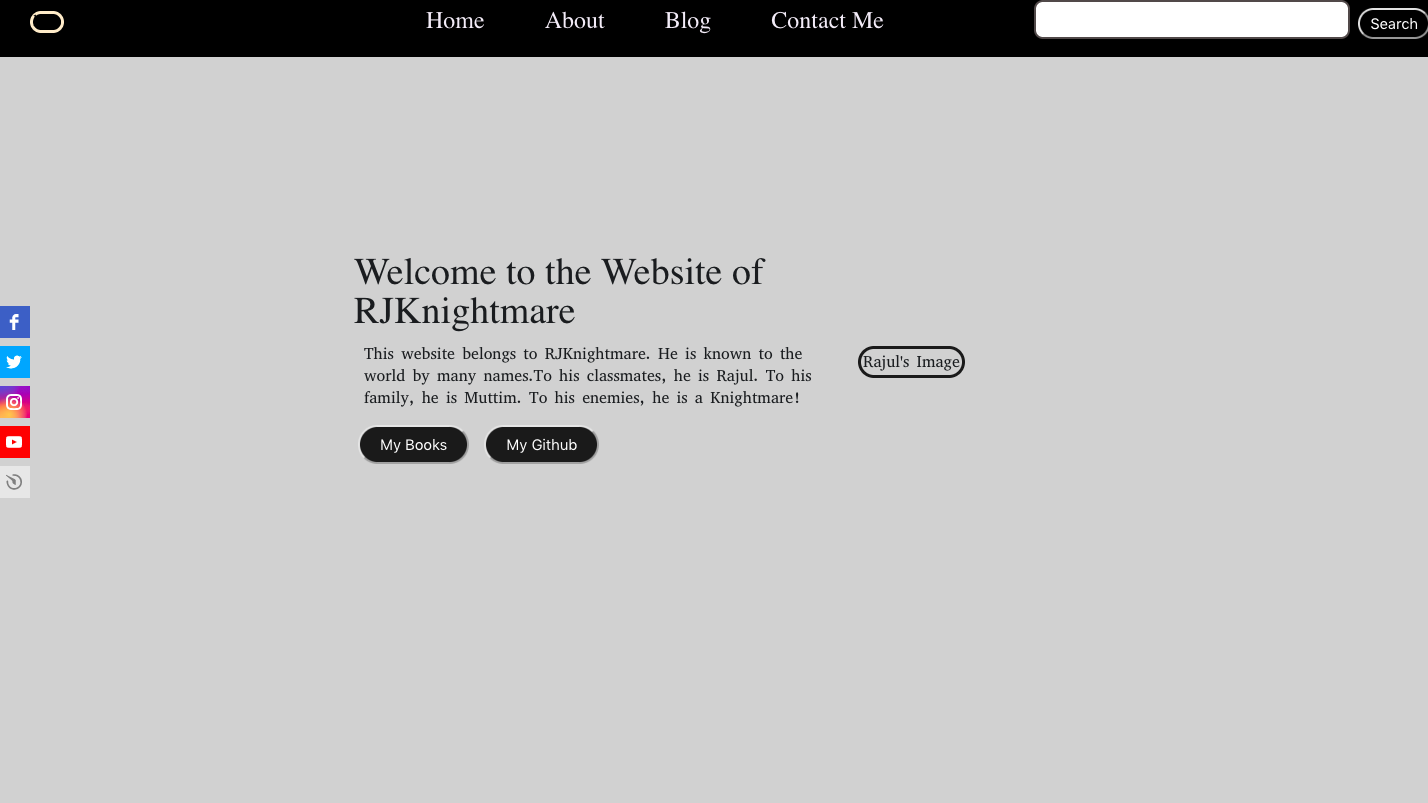 Home About Blog Contact Me Search
Welcome to the Website of
RJKnightmare
This website belongs to RJKnightmare. He is known to the
world by many names.To his classmates, he is Rajul. To his
family, he is Muttim. To his enemies, he is a Knightmare!
Rajul's Image
My Books My Github